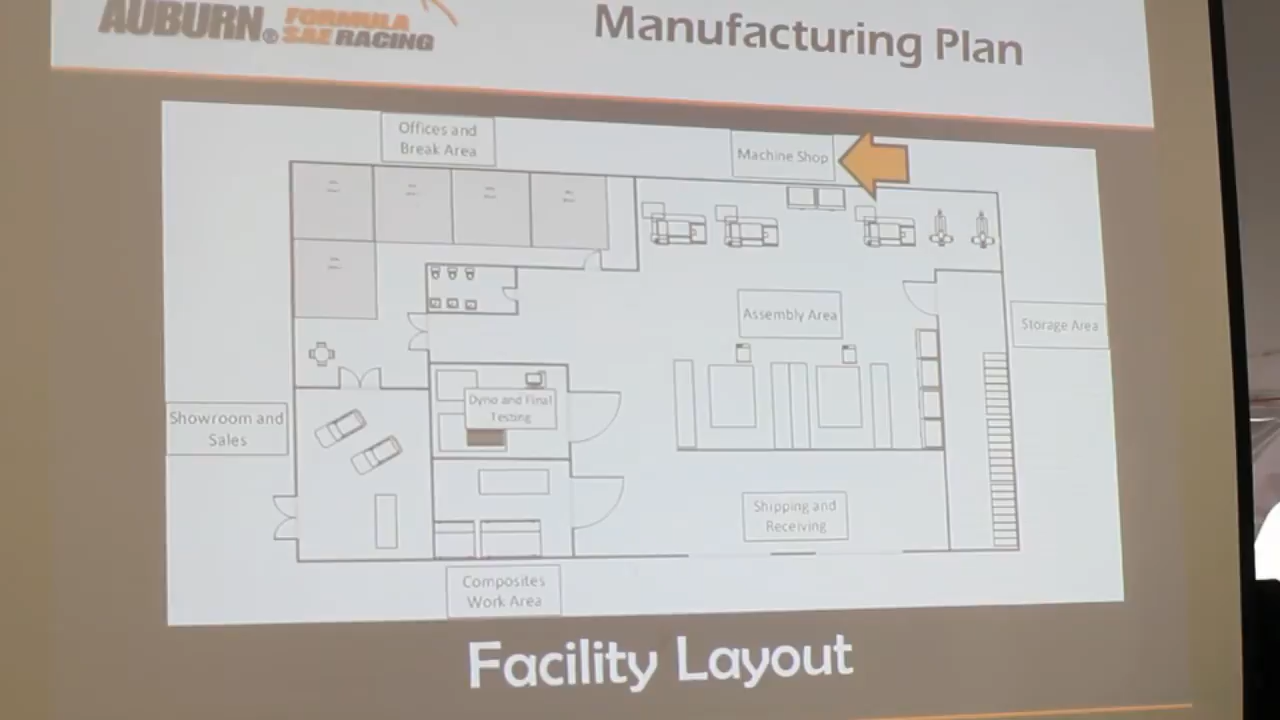 AUBURN® FORMULA SAE RACING
Manufacturing Plan
Offices and
Break Area
Machine Shop
Assembly Area
Storage Area
Showroom and
Sales
Dyno and Final
Testing
Shipping and
Receiving
Composites
Work Area
Facility Layout